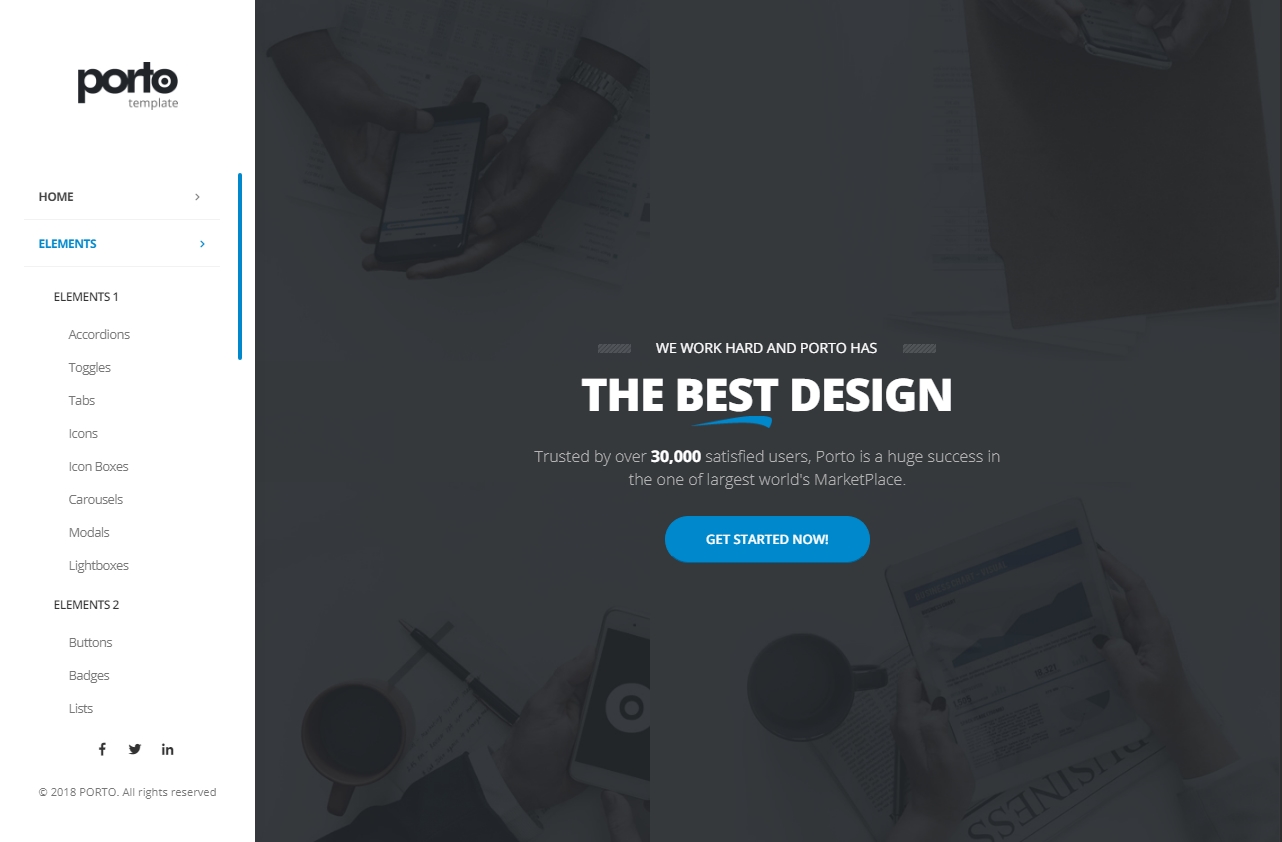 porto
template
HOME
ELEMENTS
ELEMENTS 1
Accordions
Toggles
Tabs
Icons
Icon Boxes
Carousels
Modals
Lightboxes
ELEMENTS 2
Buttons
Badges
Lists
© 2018 PORTO. All rights reserved
WE WORK HARD AND PORTO HAS
THE BEST DESIGN
Trusted by over 30,000 satisfied users, Porto is a huge success in
the one of largest world's MarketPlace.
GET STARTED NOW!
BUSINESS